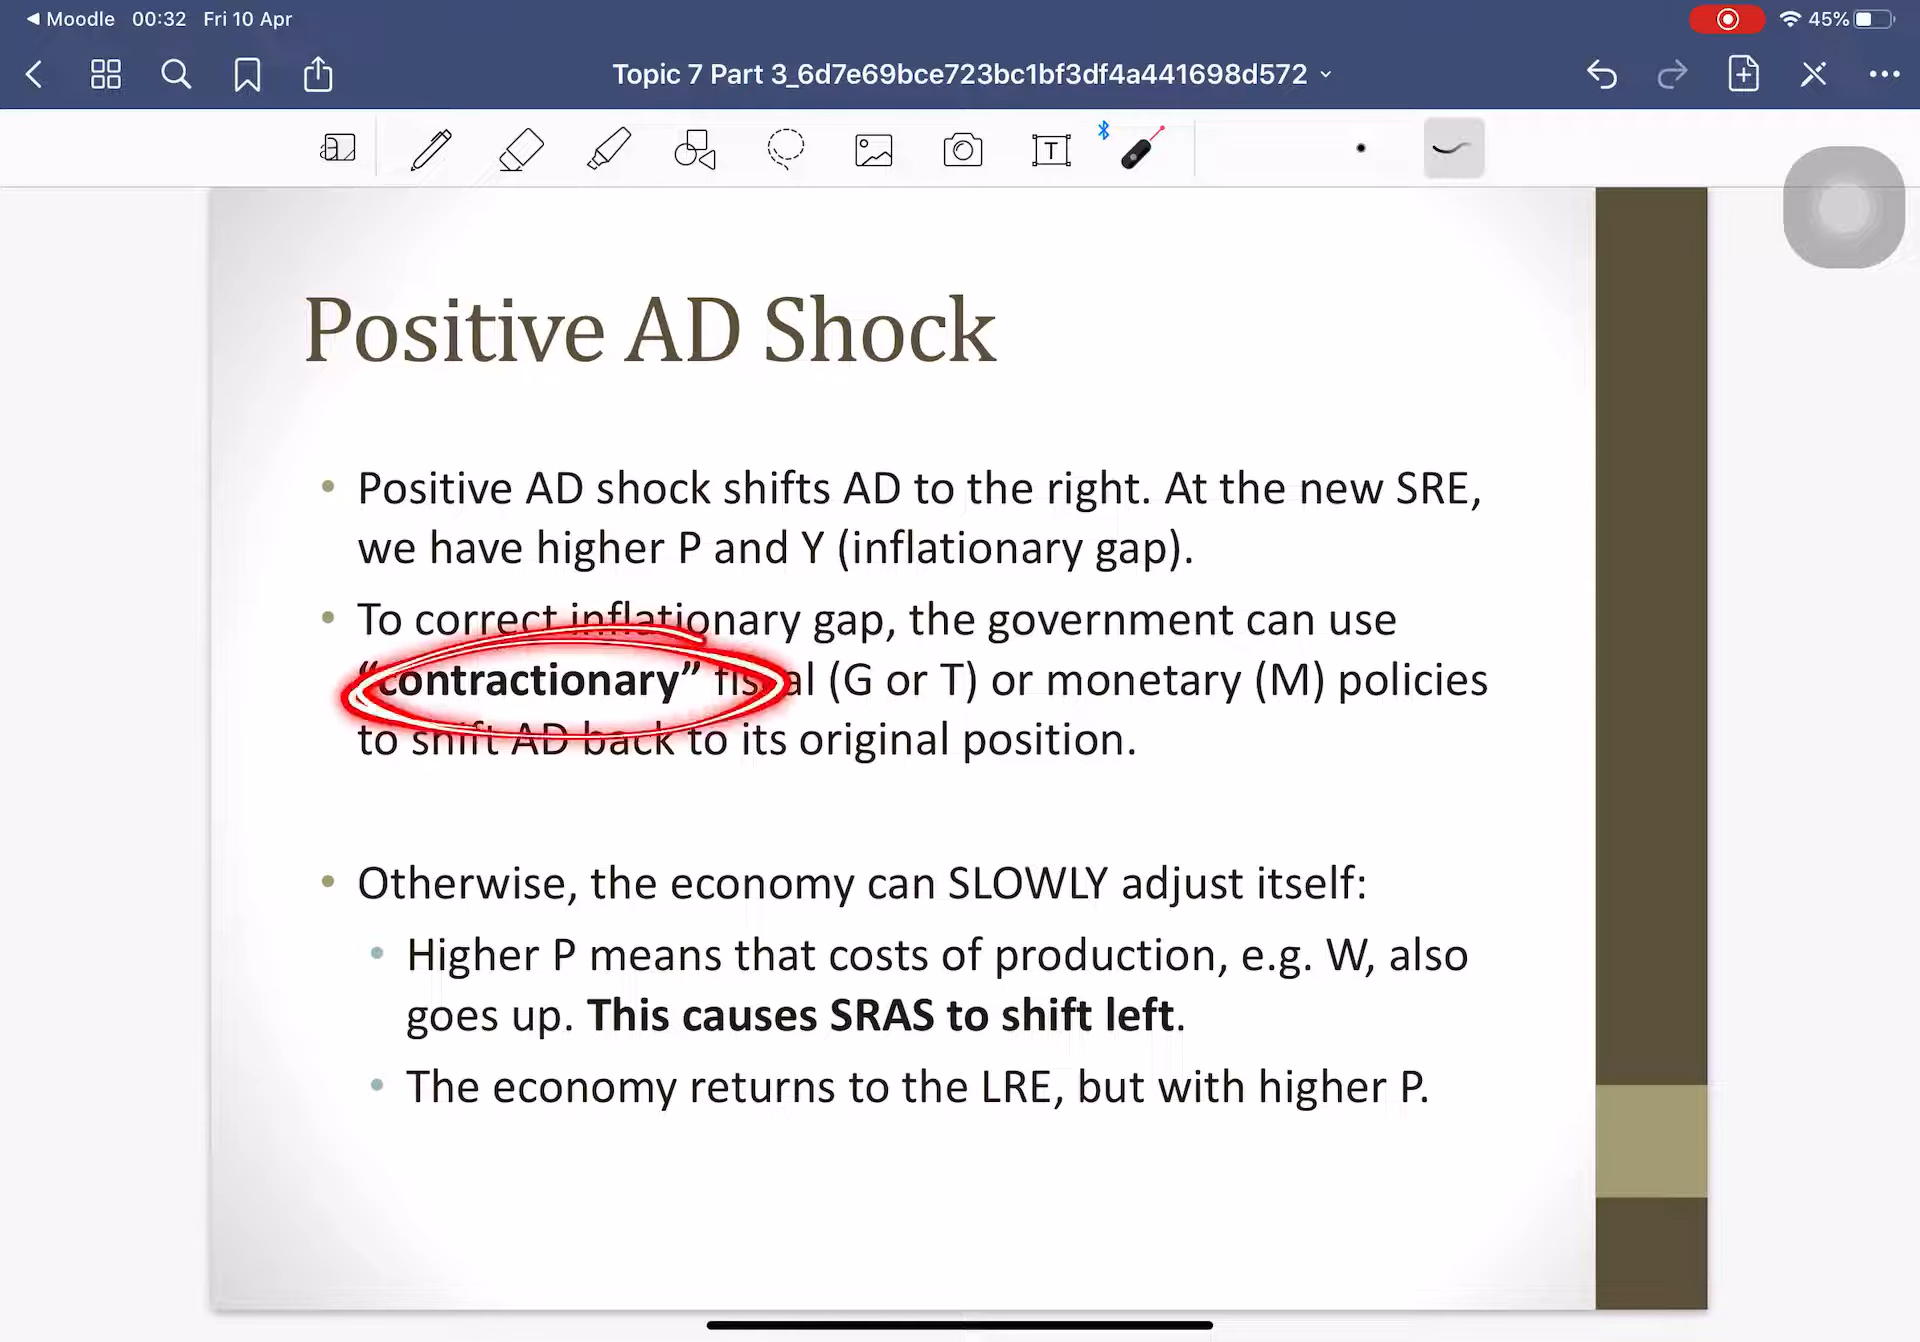 ◀ Moodle 00:32 Fri 10 Apr
45%
Topic 7 Part 3_6d7e69bce723bc1bf3df4a441698d572
a
T
Positive AD Shock
• Positive AD shock shifts AD to the right. At the new SRE,
we have higher P and Y (inflationary gap).
• To correct inflationary gap, the government can use
“contractionary” fiscal (G or T) or monetary (M) policies
to shift AD back to its original position.
• Otherwise, the economy can SLOWLY adjust itself:
• Higher P means that costs of production, e.g. W, also
goes up. This causes SRAS to shift left.
• The economy returns to the LRE, but with higher P.